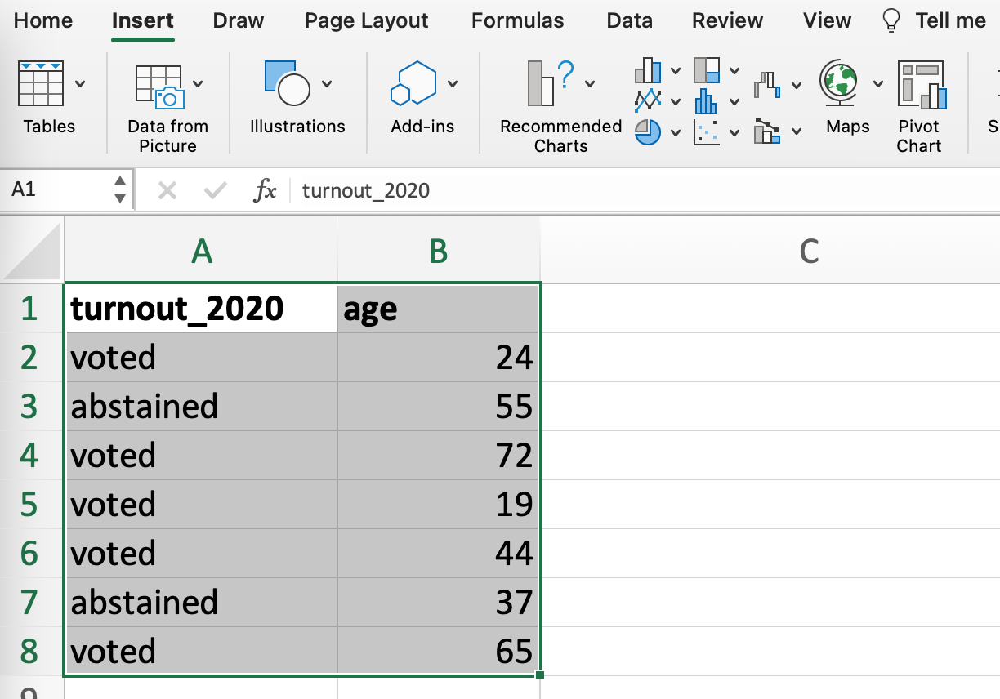 Home Insert Draw Page Layout Formulas Data Review View Tell me
Tables Data from Picture Illustrations Add-ins Recommended Charts Maps Pivot Chart S
A1 fx turnout_2020
A B C
1 turnout_2020 age
2 voted 24
3 abstained 55
4 voted 72
5 voted 19
6 voted 44
7 abstained 37
8 voted 65
9